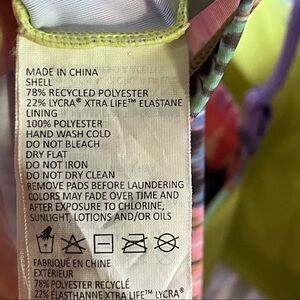 MADE IN CHINA
SHELL
78% RECYCLED POLYESTER
22% LYCRA® XTRA LIFE™ ELASTANE
LINING
100% POLYESTER
HAND WASH COLD
DO NOT BLEACH
DRY FLAT
DO NOT IRON
DO NOT DRY CLEAN
REMOVE PADS BEFORE LAUNDERING
COLORS MAY FADE OVER TIME AND
AFTER EXPOSURE TO CHLORINE,
SUNLIGHT, LOTIONS AND/OR OILS
FABRIQUÉ EN CHINE
EXTÉRIEUR
78% POLYESTER RECYCLÉ
22% ÉLASTHANNE XTRA LIFE™ LYCRA®